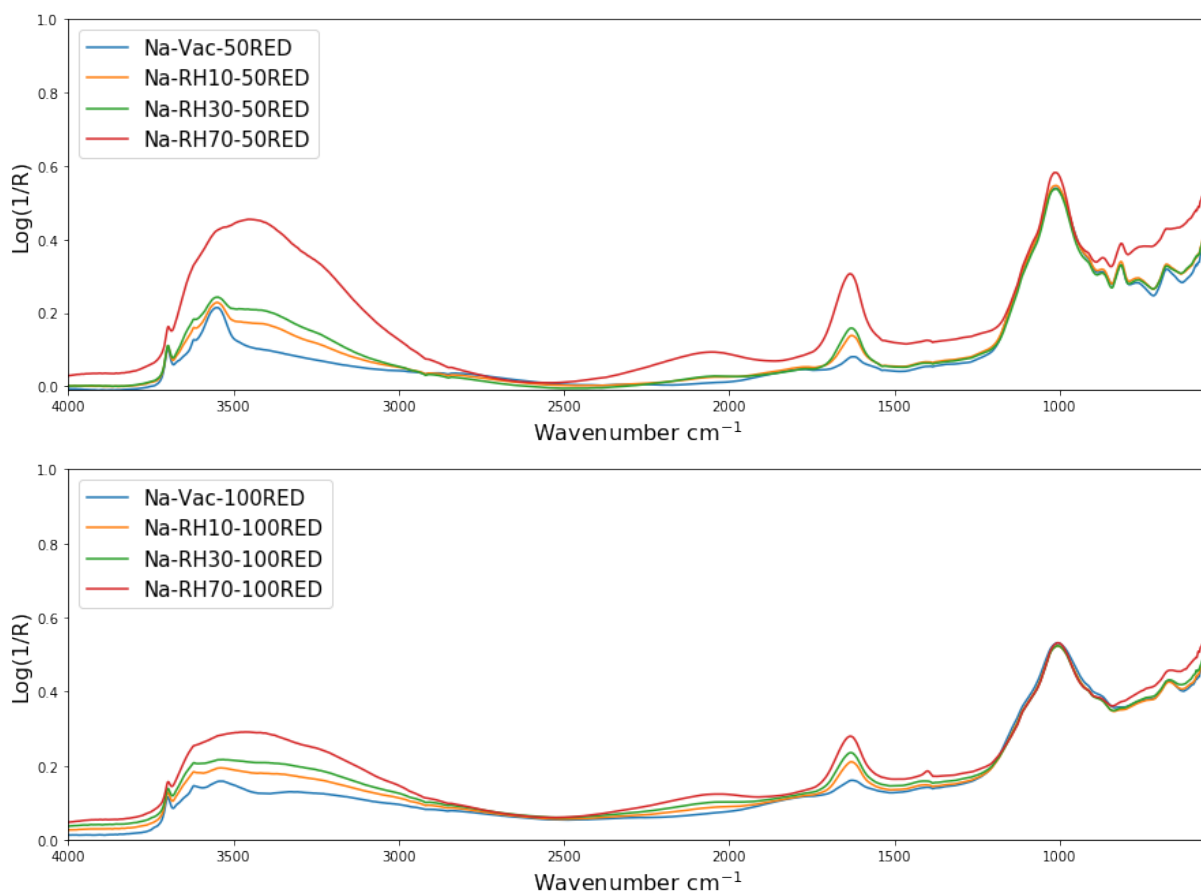 1.0
Na-Vac-50RED
Na-RH10-50RED
0.8
Na-RH30-50RED
Na-RH70-50RED
0.6
Log(1/R)
0.4
0.2
0.0
4000 3500 3000 2500 2000 1500 1000
Wavenumber cm⁻¹
1.0
Na-Vac-100RED
Na-RH10-100RED
0.8
Na-RH30-100RED
Na-RH70-100RED
0.6
Log(1/R)
0.4
0.2
0.0
4000 3500 3000 2500 2000 1500 1000
Wavenumber cm⁻¹